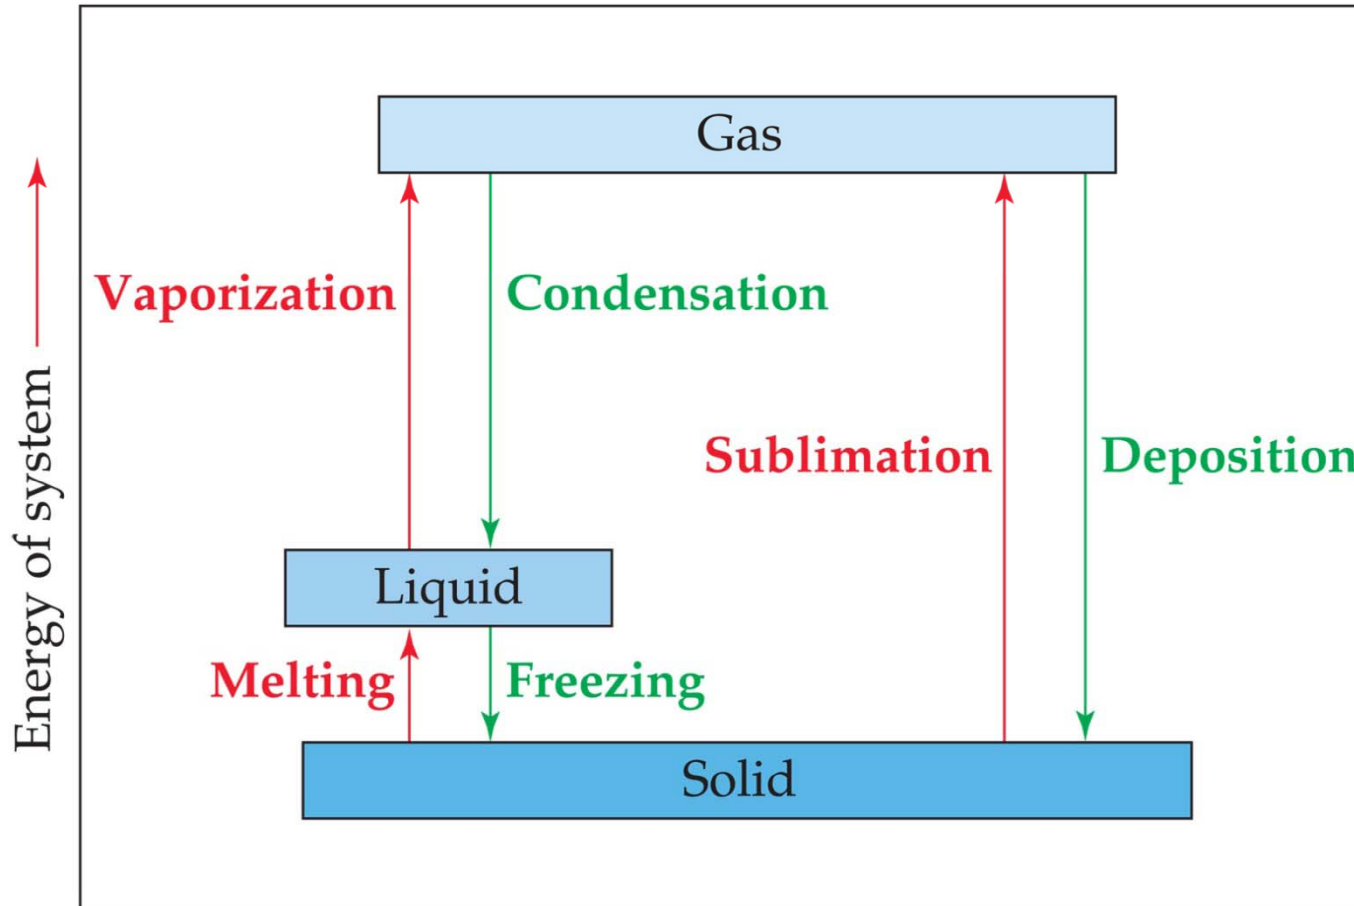 Gas
Vaporization
Condensation
Sublimation
Deposition
Energy of system
Liquid
Melting
Freezing
Solid